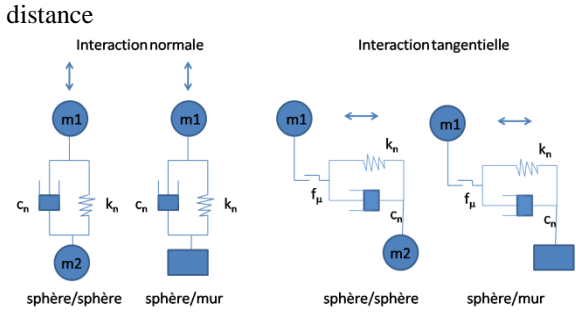 distance
Interaction normale Interaction tangentielle
m1 m1 m1 m1
kn kn
cn kn cn kn fμ fμ
cn cn
m2 m2
sphère/sphère sphère/mur sphère/sphère sphère/mur